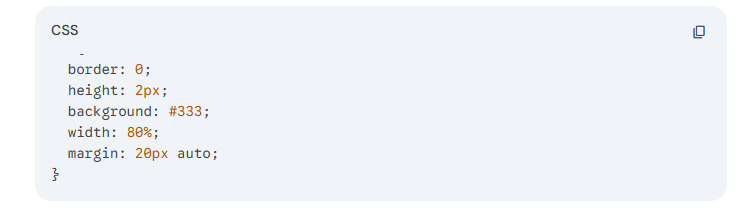 CSS
border: 0;
height: 2px;
background: #333;
width: 80%;
margin: 20px auto;
}